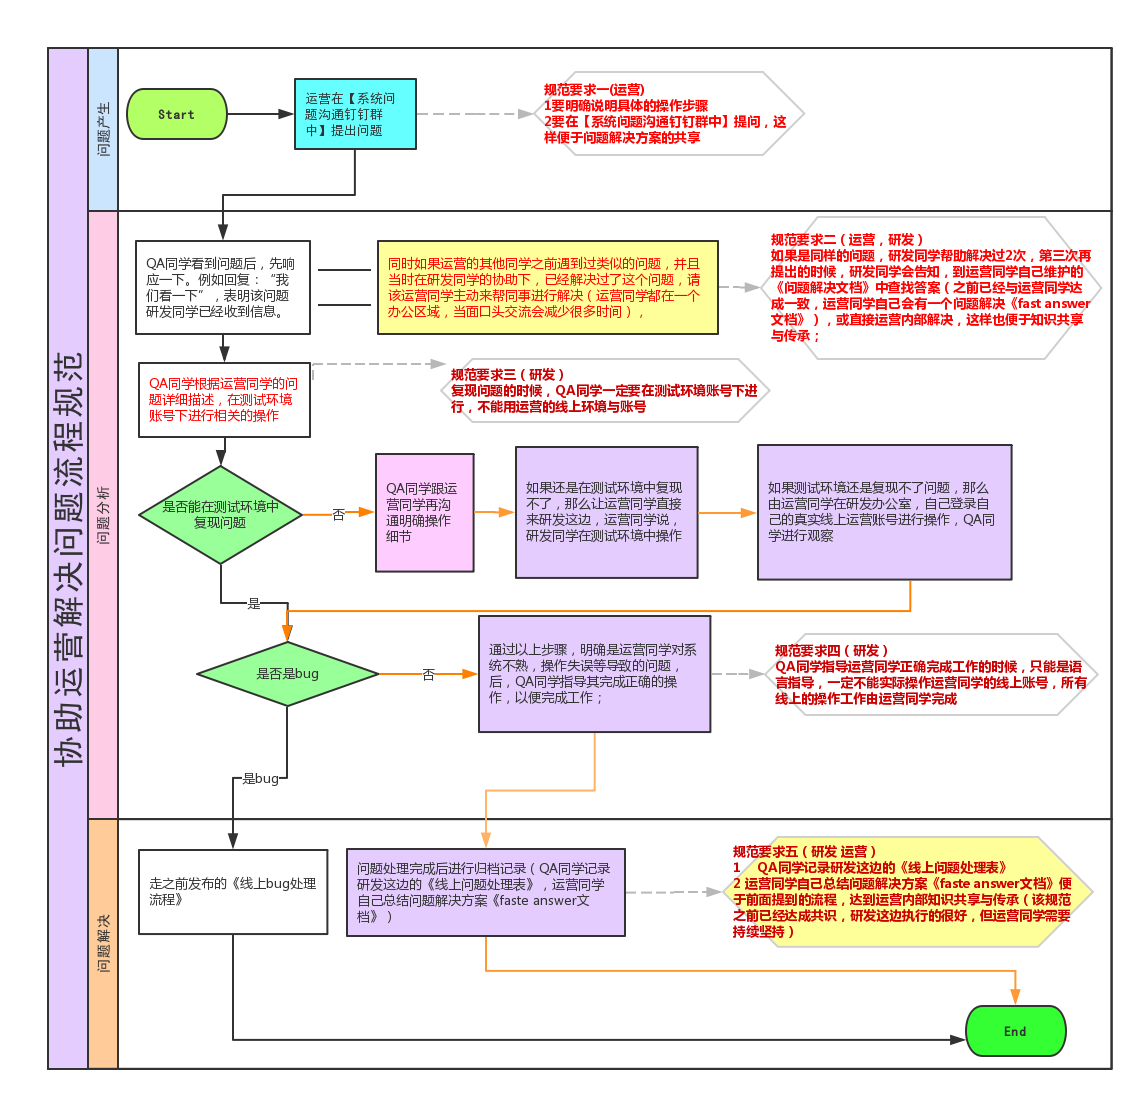 协助运营解决问题流程规范
问题产生
Start
运营在【系统问
题沟通钉钉群
中】提出问题
规范要求一(运营)
1要明确说明具体的操作步骤
2要在【系统问题沟通钉钉群中】提问，这
样便于问题解决方案的共享
问题分析
QA同学看到问题后，先响
应一下。例如回复：“我
们看一下”，表明该问题
研发同学已经收到信息。
同时如果运营的其他同学之前遇到过类似的问题，并且
当时在研发同学的协助下，已经解决过了这个问题，请
该运营同学主动来帮同事进行解决（运营同学都在一个
办公区域，当面口头交流会减少很多时间），
规范要求二（运营，研发）
如果是同样的问题，研发同学帮助解决过2次，第三次再
提出的时候，研发同学会告知，到运营同学自己维护的
《问题解决文档》中查找答案（之前已经与运营同学达
成一致，运营同学自己会有一个问题解决《fast answer
文档》），或直接运营内部解决，这样也便于知识共享
与传承；
QA同学根据运营同学的问
题详细描述，在测试环境
账号下进行相关的操作
规范要求三（研发）
复现问题的时候，QA同学一定要在测试环境账号下进
行，不能用运营的线上环境与账号
是否能在测试环境中
复现问题
否
QA同学跟运
营同学再沟
通明确操作
细节
如果还是在测试环境中复现
不了，那么让运营同学直接
来研发这边，运营同学说，
研发同学在测试环境中操作
如果测试环境还是复现不了问题，那么
由运营同学在研发办公室，自己登录自
己的真实线上运营账号进行操作，QA同
学进行观察
是
是否是bug
否
通过以上步骤，明确是运营同学对系
统不熟，操作失误等导致的问题，
后，QA同学指导其完成正确的操
作，以便完成工作；
规范要求四（研发）
QA同学指导运营同学正确完成工作的时候，只能是语
言指导，一定不能实际操作运营同学的线上账号，所有
线上的操作工作由运营同学完成
是bug
问题解决
走之前发布的《线上bug处理
流程》
问题处理完成后进行归档记录（QA同学记录
研发这边的《线上问题处理表》，运营同学
自己总结问题解决方案《faste answer文
档》）
规范要求五（研发 运营）
1 QA同学记录研发这边的《线上问题处理表》
2 运营同学自己总结问题解决方案《faste answer文档》便
于前面提到的流程，达到运营内部知识共享与传承（该规范
之前已经达成共识，研发这边执行的很好，但运营同学需要
持续坚持）
End